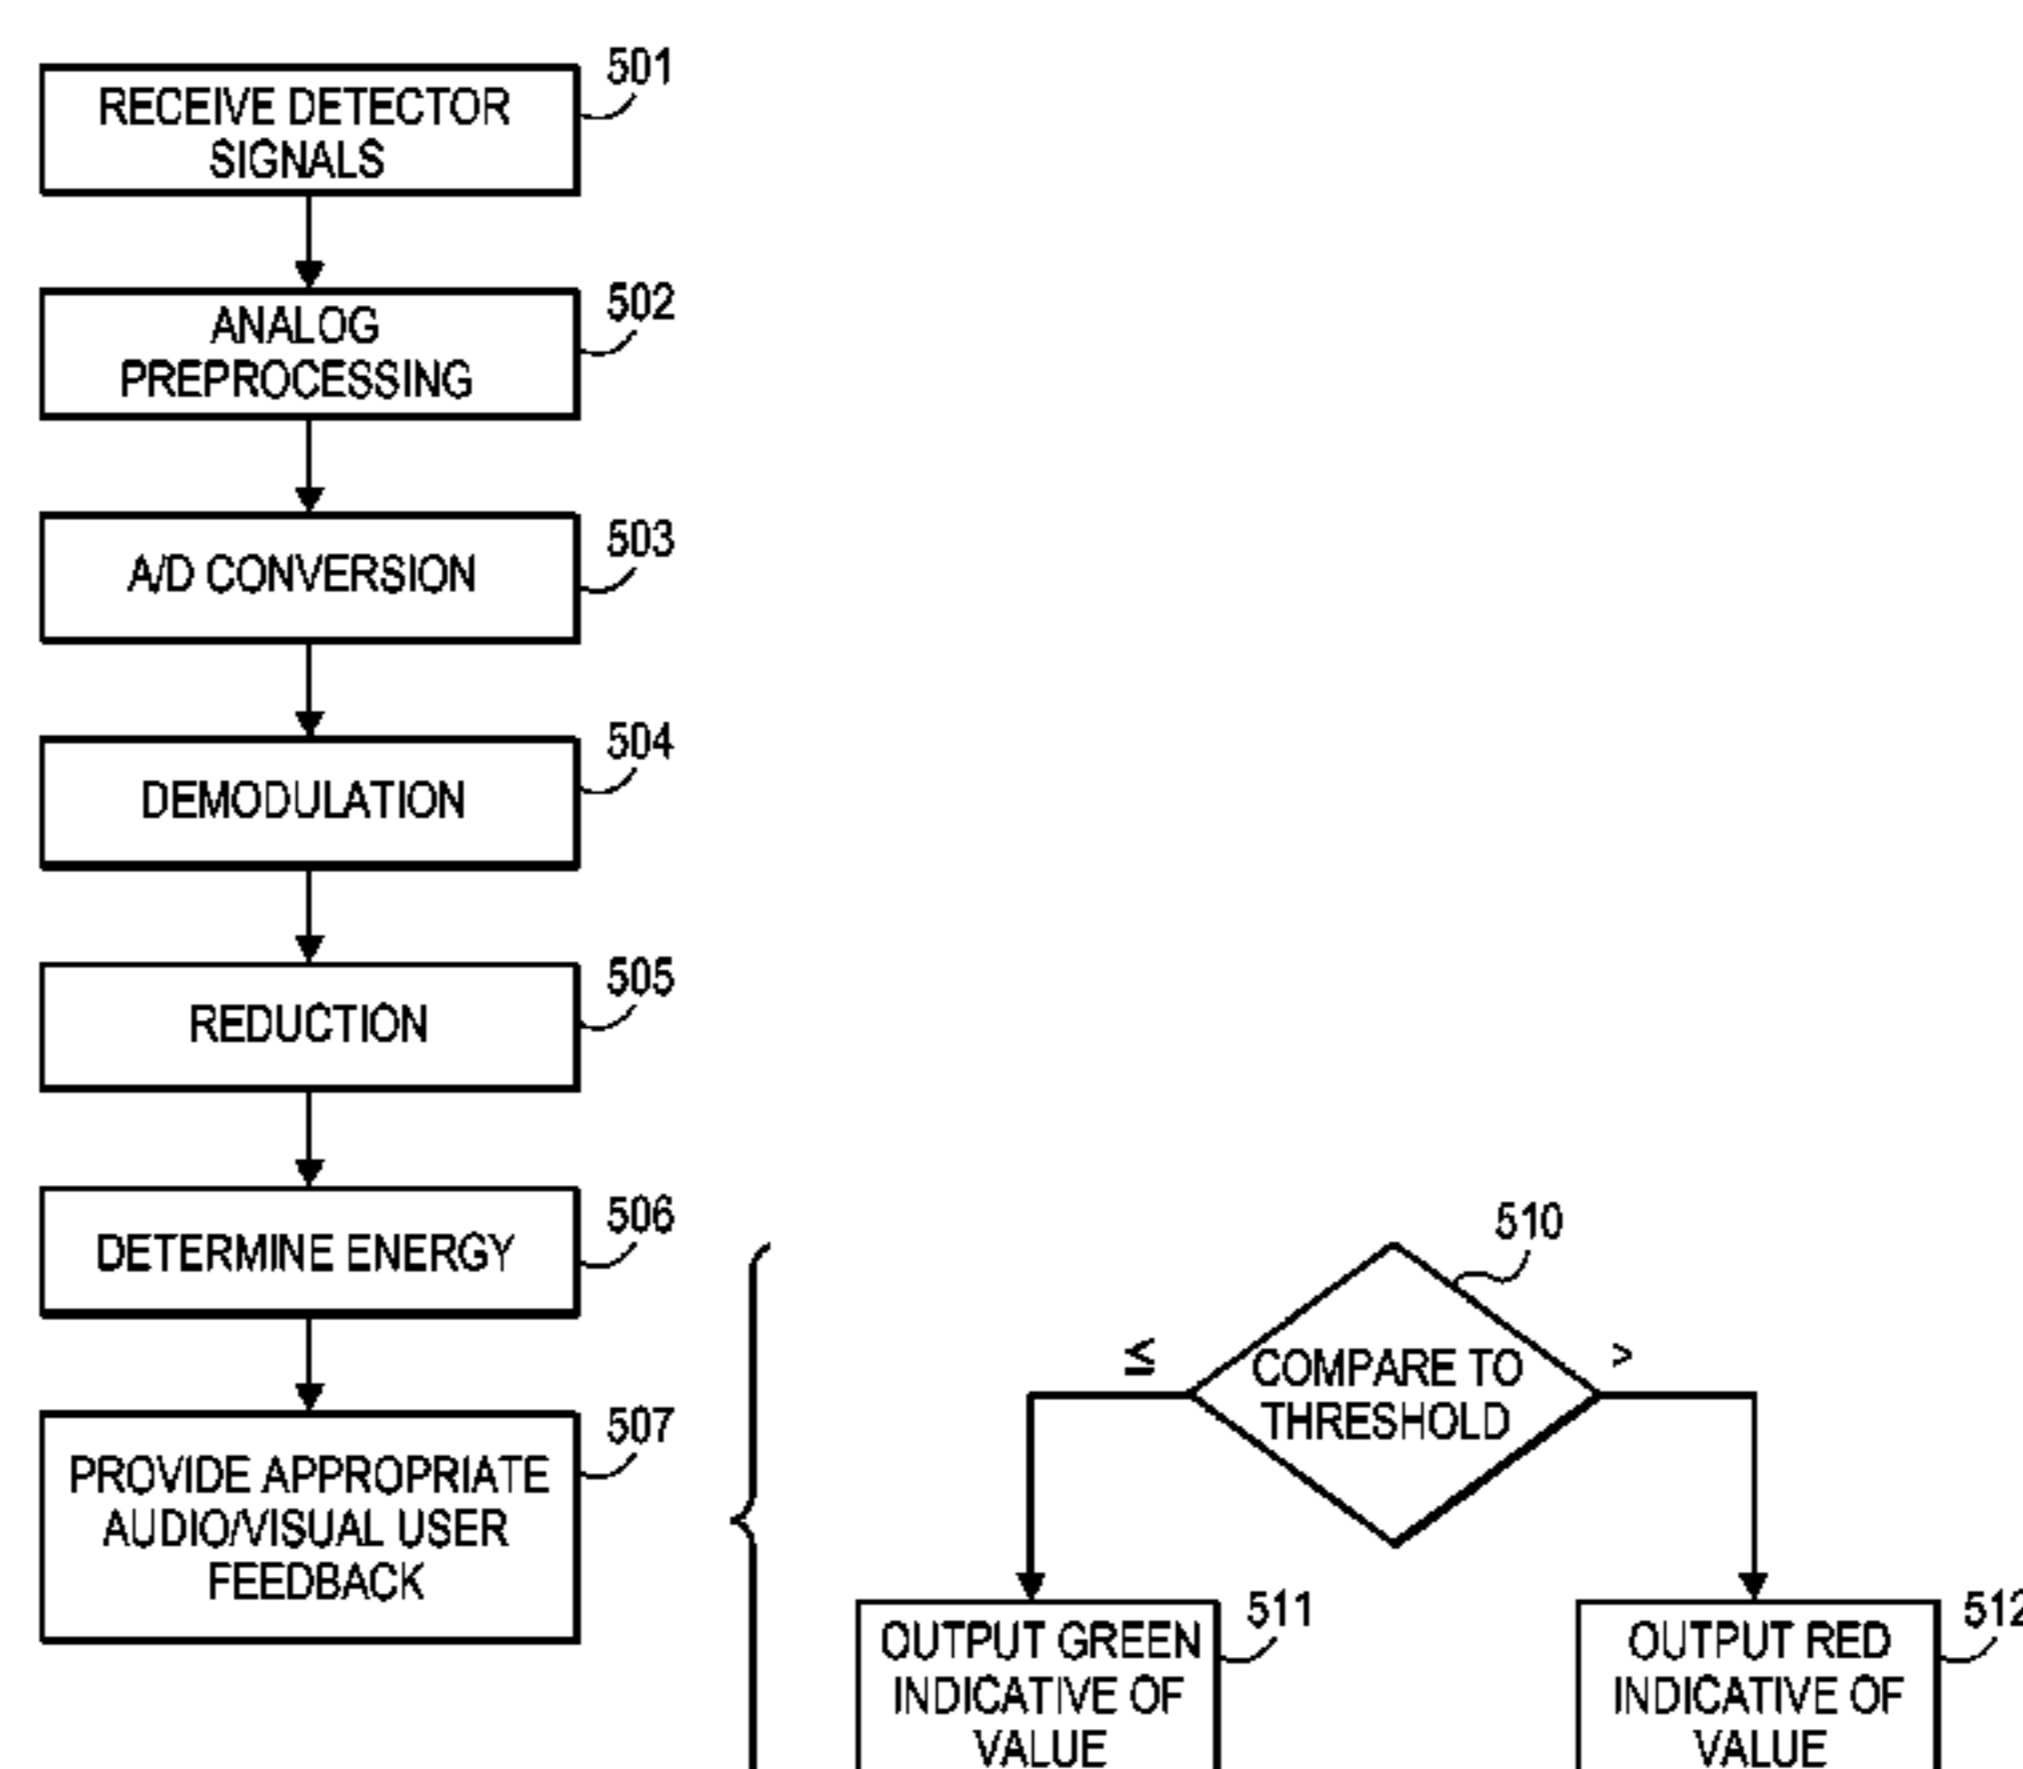 501
RECEIVE DETECTOR
SIGNALS
502
ANALOG
PREPROCESSING
503
A/D CONVERSION
504
DEMODULATION
505
REDUCTION
506
DETERMINE ENERGY
507
PROVIDE APPROPRIATE
AUDIO/VISUAL USER
FEEDBACK
510
≤
COMPARE TO
THRESHOLD
>
511
OUTPUT GREEN
INDICATIVE OF
VALUE
512
OUTPUT RED
INDICATIVE OF
VALUE